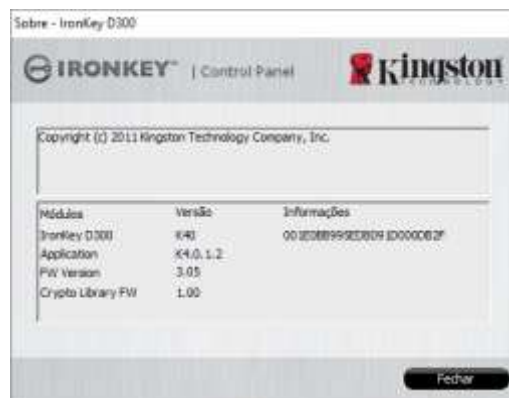 Sobre - IronKey D300
IRONKEY™ | Control Panel
Kingston
TECHNOLOGY
Copyright (c) 2011 Kingston Technology Company, Inc.
Módulos Versão Informações
IronKey D300 K40
Application K4.0.1.2
FW Version 3.05
Crypto Library FW 1.00
Fechar